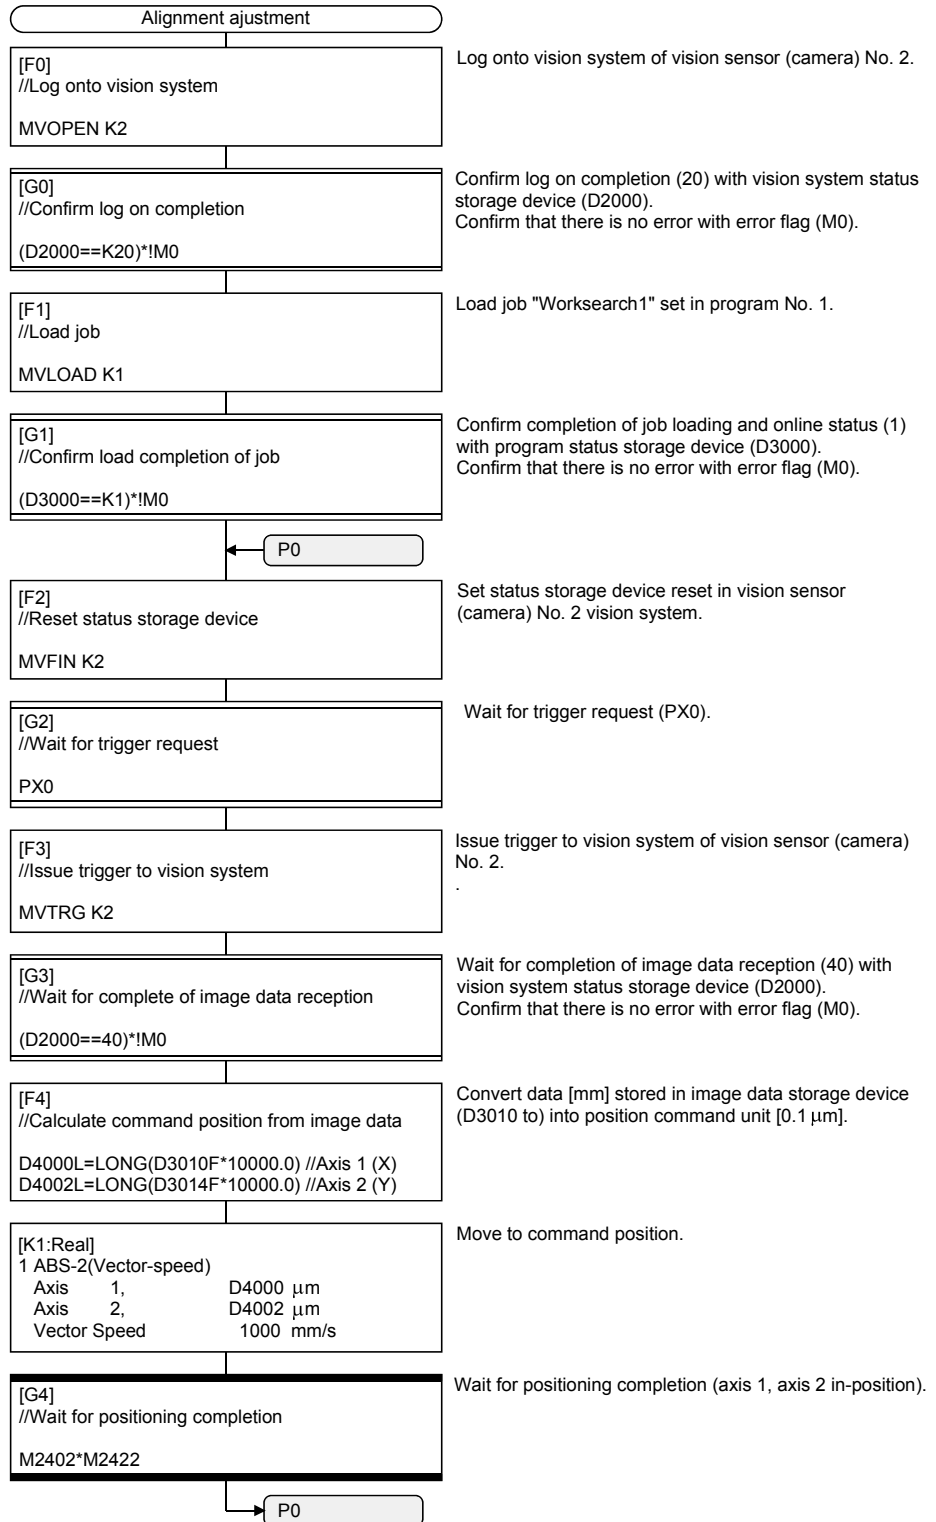 Alignment ajustment
[F0]
//Log onto vision system
MVOPEN K2
Log onto vision system of vision sensor (camera) No. 2.
[G0]
//Confirm log on completion
(D2000==K20)*!M0
Confirm log on completion (20) with vision system status
storage device (D2000).
Confirm that there is no error with error flag (M0).
[F1]
//Load job
MVLOAD K1
Load job "Worksearch1" set in program No. 1.
[G1]
//Confirm load completion of job
(D3000==K1)*!M0
Confirm completion of job loading and online status (1)
with program status storage device (D3000).
Confirm that there is no error with error flag (M0).
P0
[F2]
//Reset status storage device
MVFIN K2
Set status storage device reset in vision sensor
(camera) No. 2 vision system.
[G2]
//Wait for trigger request
PX0
Wait for trigger request (PX0).
[F3]
//Issue trigger to vision system
MVTRG K2
Issue trigger to vision system of vision sensor (camera)
No. 2.
.
[G3]
//Wait for complete of image data reception
(D2000==40)*!M0
Wait for completion of image data reception (40) with
vision system status storage device (D2000).
Confirm that there is no error with error flag (M0).
[F4]
//Calculate command position from image data
D4000L=LONG(D3010F*10000.0) //Axis 1 (X)
D4002L=LONG(D3014F*10000.0) //Axis 2 (Y)
Convert data [mm] stored in image data storage device
(D3010 to) into position command unit [0.1 μm].
[K1:Real]
1 ABS-2(Vector-speed)
Axis 1, D4000 μm
Axis 2, D4002 μm
Vector Speed 1000 mm/s
Move to command position.
[G4]
//Wait for positioning completion
M2402*M2422
Wait for positioning completion (axis 1, axis 2 in-position).
P0